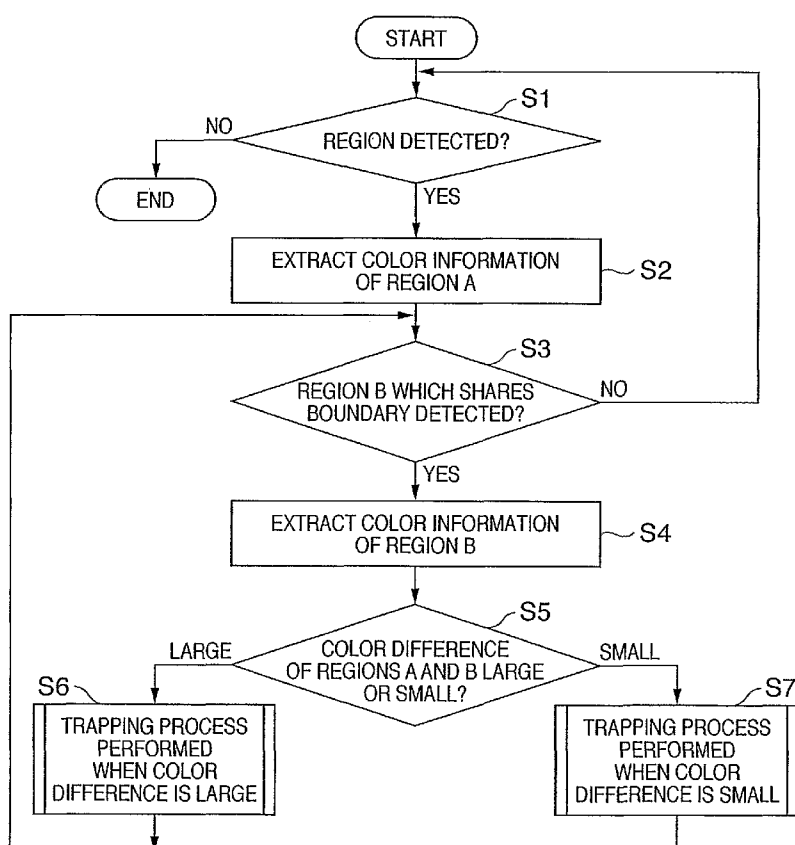 START
S1
NO
REGION DETECTED?
END
YES
EXTRACT COLOR INFORMATION
OF REGION A
S2
S3
REGION B WHICH SHARES
BOUNDARY DETECTED?
NO
YES
EXTRACT COLOR INFORMATION
OF REGION B
S4
S5
LARGE
COLOR DIFFERENCE
OF REGIONS A AND B LARGE
OR SMALL?
SMALL
S6
TRAPPING PROCESS
PERFORMED
WHEN COLOR
DIFFERENCE IS LARGE
S7
TRAPPING PROCESS
PERFORMED
WHEN COLOR
DIFFERENCE IS SMALL